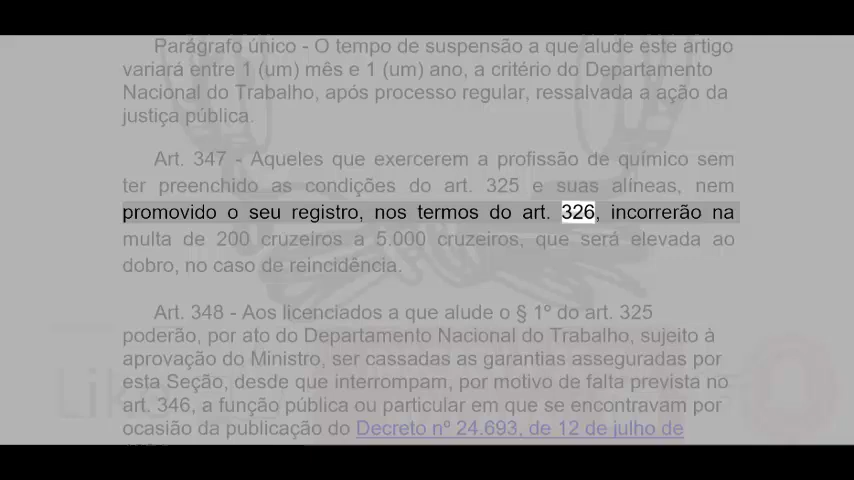 Parágrafo único - O tempo de suspensão a que alude este artigo
variará entre 1 (um) mês e 1 (um) ano, a critério do Departamento
Nacional do Trabalho, após processo regular, ressalvada a ação da
justiça pública.
Art. 347 - Aqueles que exercerem a profissão de químico sem
ter preenchido as condições do art. 325 e suas alíneas, nem
promovido o seu registro, nos termos do art. 326, incorrerão na
multa de 200 cruzeiros a 5.000 cruzeiros, que será elevada ao
dobro, no caso de reincidência.
Art. 348 - Aos licenciados a que alude o § 1º do art. 325
poderão, por ato do Departamento Nacional do Trabalho, sujeito à
aprovação do Ministro, ser cassadas as garantias asseguradas por
esta Seção, desde que interrompam, por motivo de falta prevista no
art. 346, a função pública ou particular em que se encontravam por
ocasião da publicação do Decreto nº 24.693, de 12 de julho de